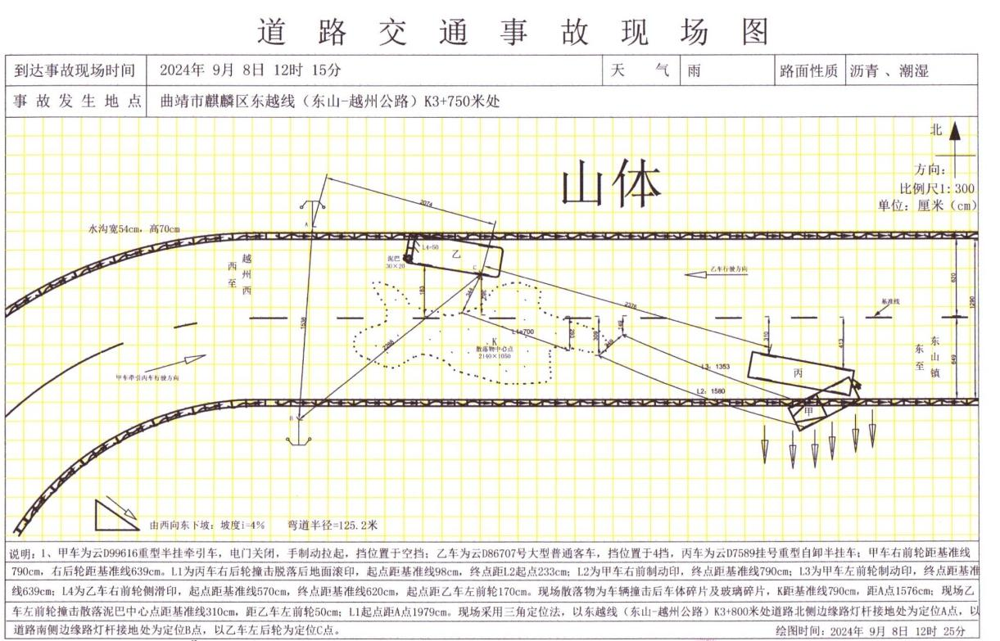 道路交通事故现场图
到达事故现场时间 2024年 9月 8日 12时 15分 天 气 雨 路面性质 沥青 、潮湿
事故发生地点 曲靖市麒麟区东越线（东山-越州公路）K3+750米处
北
方向:
山体
比例尺1: 300
单位: 厘米（cm）
2074
A
水沟宽54cm, 高70cm
L4=50
乙
泥巴
30×20
C
西至
越州西
乙车行驶方向
620
1290
183
344
2376
基准线
1538
L1=700
310
413
2288
K
散落物中心点
2140×1050
309
149
东至
东山镇
649
甲车牵引丙车行驶方向
L3: 1353
丙
L2: 1580
甲
B
由西向东下坡: 坡度i=4% 弯道半径=125.2米
说明: 1、甲车为云D99616重型半挂牵引车, 电门关闭, 手制动拉起, 挡位置于空挡; 乙车为云D86707号大型普通客车, 挡位置于4挡, 丙车为云D7589挂号重型自卸半挂车; 甲车右前轮距基准线
790cm, 右后轮距基准线639cm。L1为丙车右后轮撞击脱落后地面滚印, 起点距基准线98cm, 终点距L2起点233cm; L2为甲车右前制动印, 终点距基准线790cm; L3为甲车左前轮制动印, 终点距基准
线639cm; L4为乙车右前轮侧滑印, 起点距基准线570cm, 终点距基准线620cm, 起点距乙车左前轮170cm。现场散落物为车辆撞击后车体碎片及玻璃碎片, K距基准线790cm, 距A点1576cm; 现场乙
车左前轮撞击散落泥巴中心点距基准线310cm, 距乙车左前轮50cm; L1起点距A点1979cm。现场采用三角定位法, 以东越线（东山-越州公路）K3+800米处道路北侧边缘路灯杆接地处为定位A点, 以
道路南侧边缘路灯杆接地处为定位B点, 以乙车左后轮为定位C点。
绘图时间: 2024年 9月 8日 12时 25分